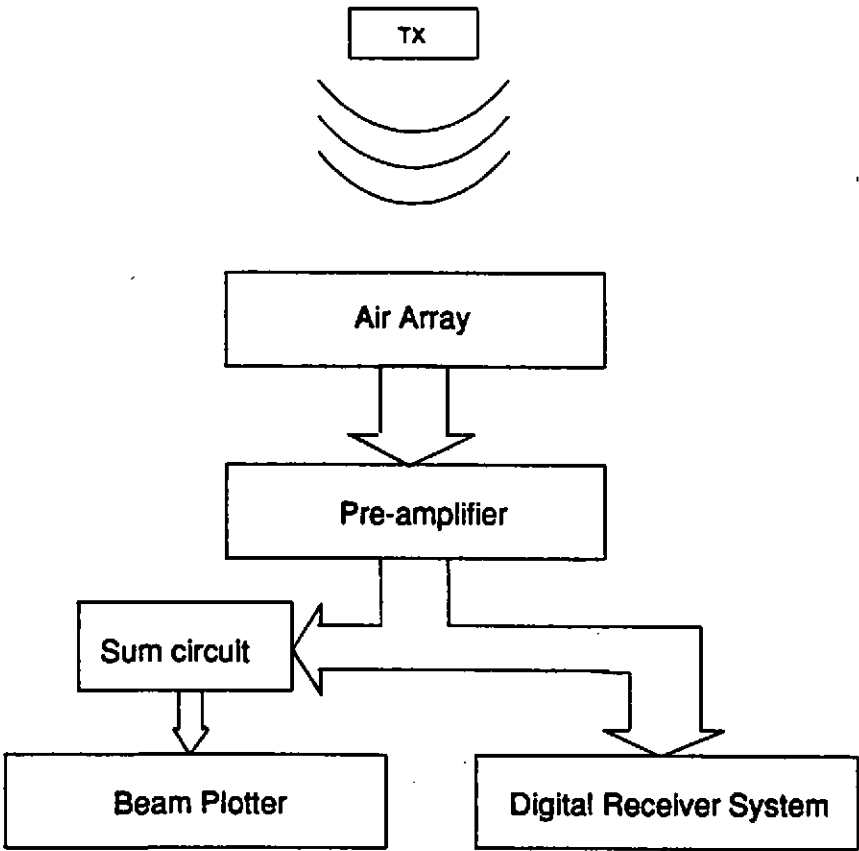 TX
Air Array
Pre-amplifier
Sum circuit
Beam Plotter
Digital Receiver System